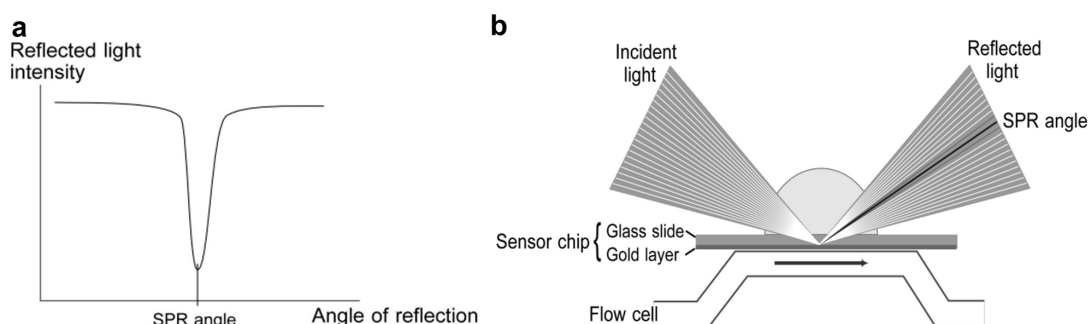 a
Reflected light
intensity
SPR angle
Angle of reflection
b
Incident
light
Reflected
light
SPR angle
Sensor chip
Glass slide
Gold layer
Flow cell